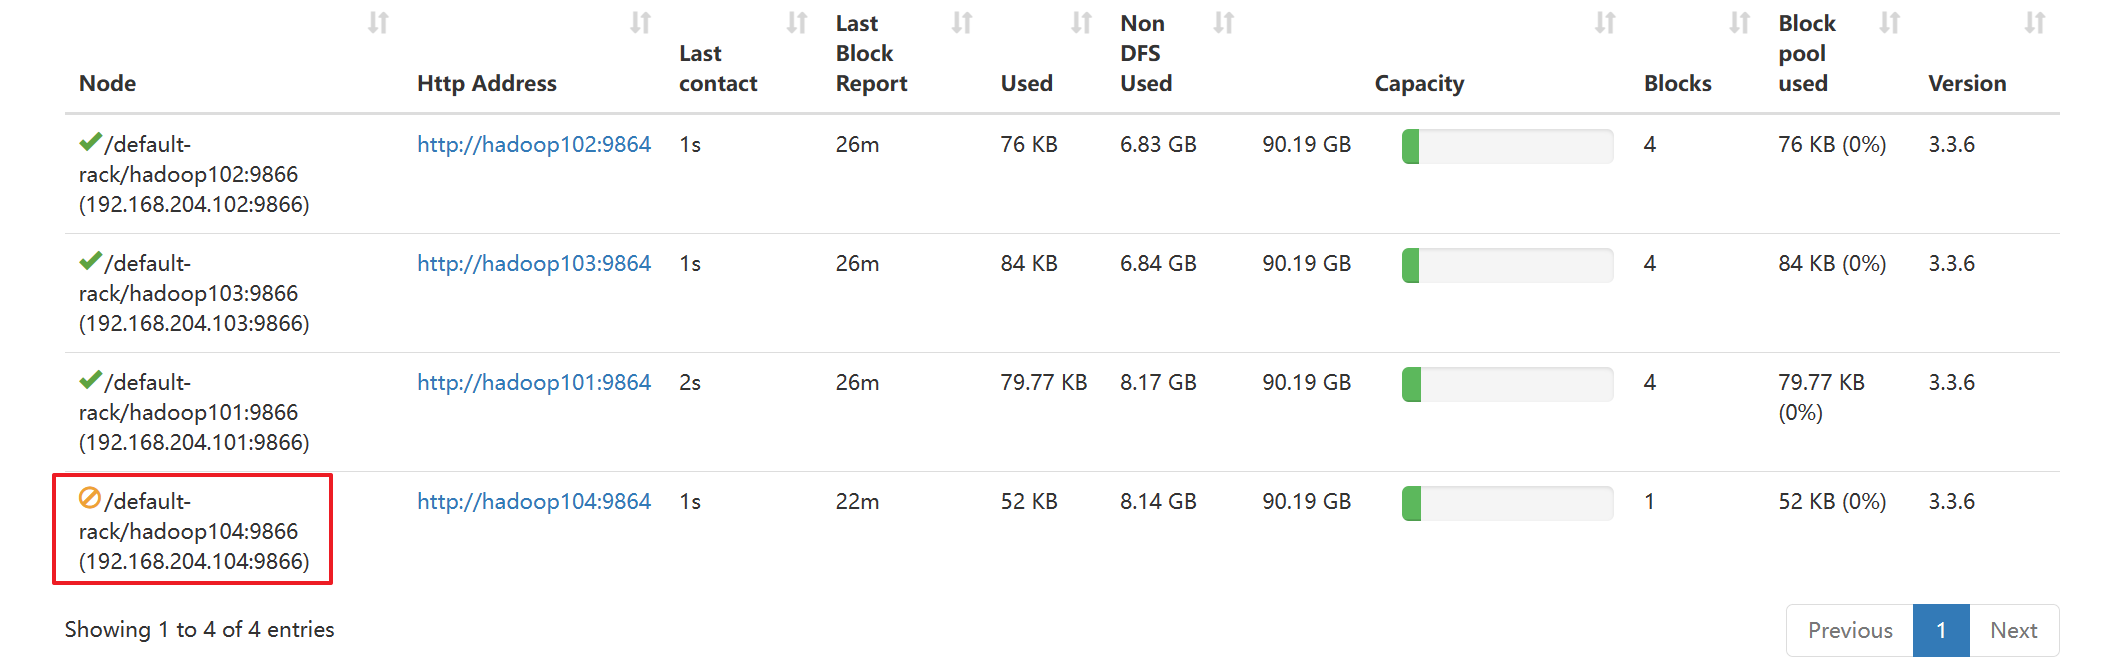 Node Http Address Last contact Last Block Report Used Non DFS Used Capacity Blocks Block pool used Version
/default-rack/hadoop102:9866 (192.168.204.102:9866) http://hadoop102:9864 1s 26m 76 KB 6.83 GB 90.19 GB 4 76 KB (0%) 3.3.6
/default-rack/hadoop103:9866 (192.168.204.103:9866) http://hadoop103:9864 1s 26m 84 KB 6.84 GB 90.19 GB 4 84 KB (0%) 3.3.6
/default-rack/hadoop101:9866 (192.168.204.101:9866) http://hadoop101:9864 2s 26m 79.77 KB 8.17 GB 90.19 GB 4 79.77 KB (0%) 3.3.6
/default-rack/hadoop104:9866 (192.168.204.104:9866) http://hadoop104:9864 1s 22m 52 KB 8.14 GB 90.19 GB 1 52 KB (0%) 3.3.6
Showing 1 to 4 of 4 entries
Previous 1 Next